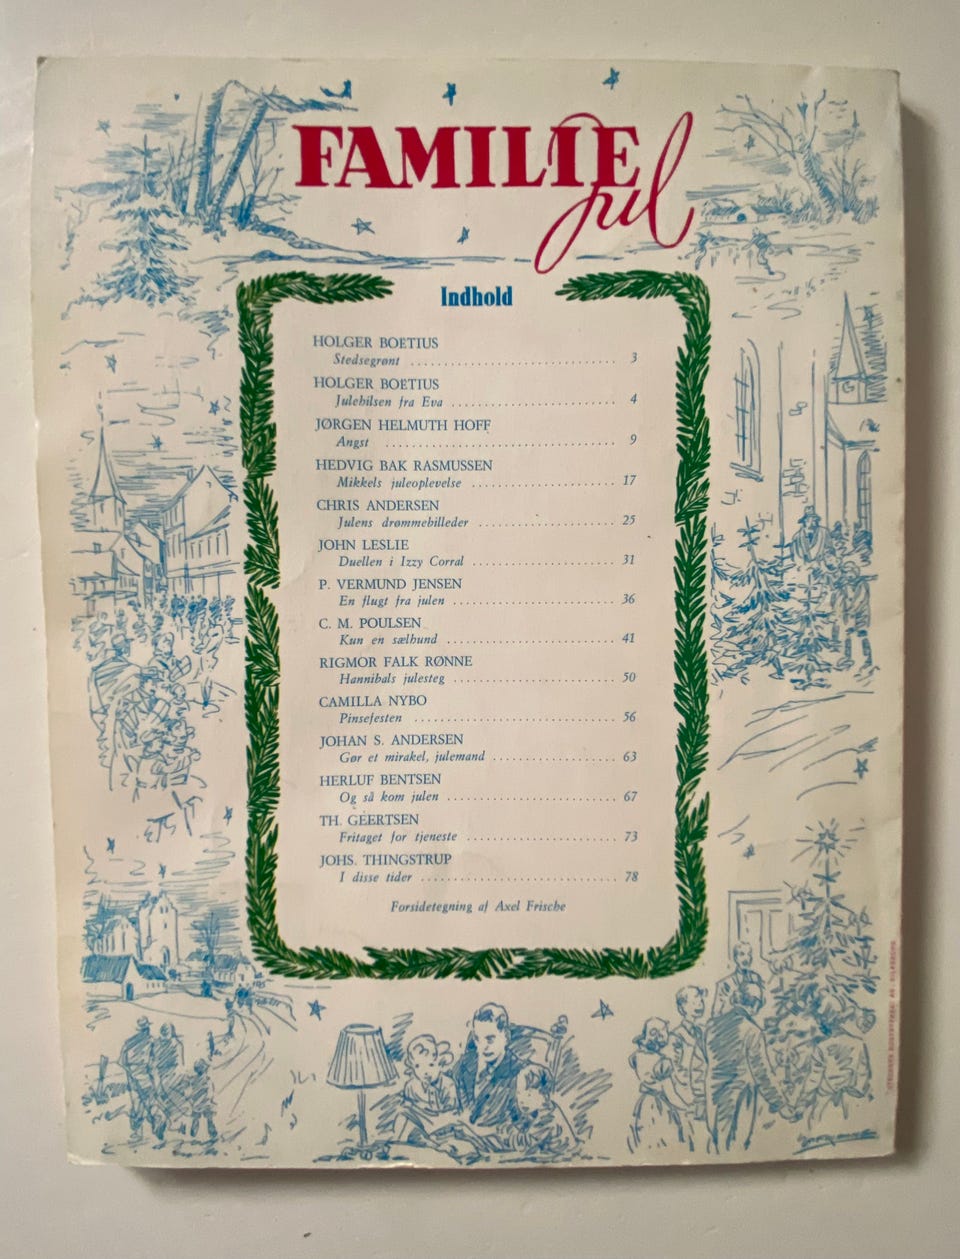 FAMILIE
jul
Indhold
HOLGER BOETIUS
Stedsegrønt ................................ 3
HOLGER BOETIUS
Julehilsen fra Eva ......................... 4
JØRGEN HELMUTH HOFF
Angst ................................... 9
HEDVIG BAK RASMUSSEN
Mikkels juleoplevelse ...................... 17
CHRIS ANDERSEN
Julens drømmebilleder ..................... 25
JOHN LESLIE
Duellen i Izzy Corral ...................... 31
P. VERMUND JENSEN
En flugt fra julen ......................... 36
C. M. POULSEN
Kun en sælhund .......................... 41
RIGMOR FALK RØNNE
Hannibals julesteg ......................... 50
CAMILLA NYBO
Pinsefesten ............................... 56
JOHAN S. ANDERSEN
Gør et mirakel, julemand ................... 63
HERLUF BENTSEN
Og så kom julen .......................... 67
TH. GEERTSEN
Fritaget for tjeneste ....................... 73
JOHS. THINGSTRUP
I disse tider .............................. 78
Forsidetegning af Axel Frische